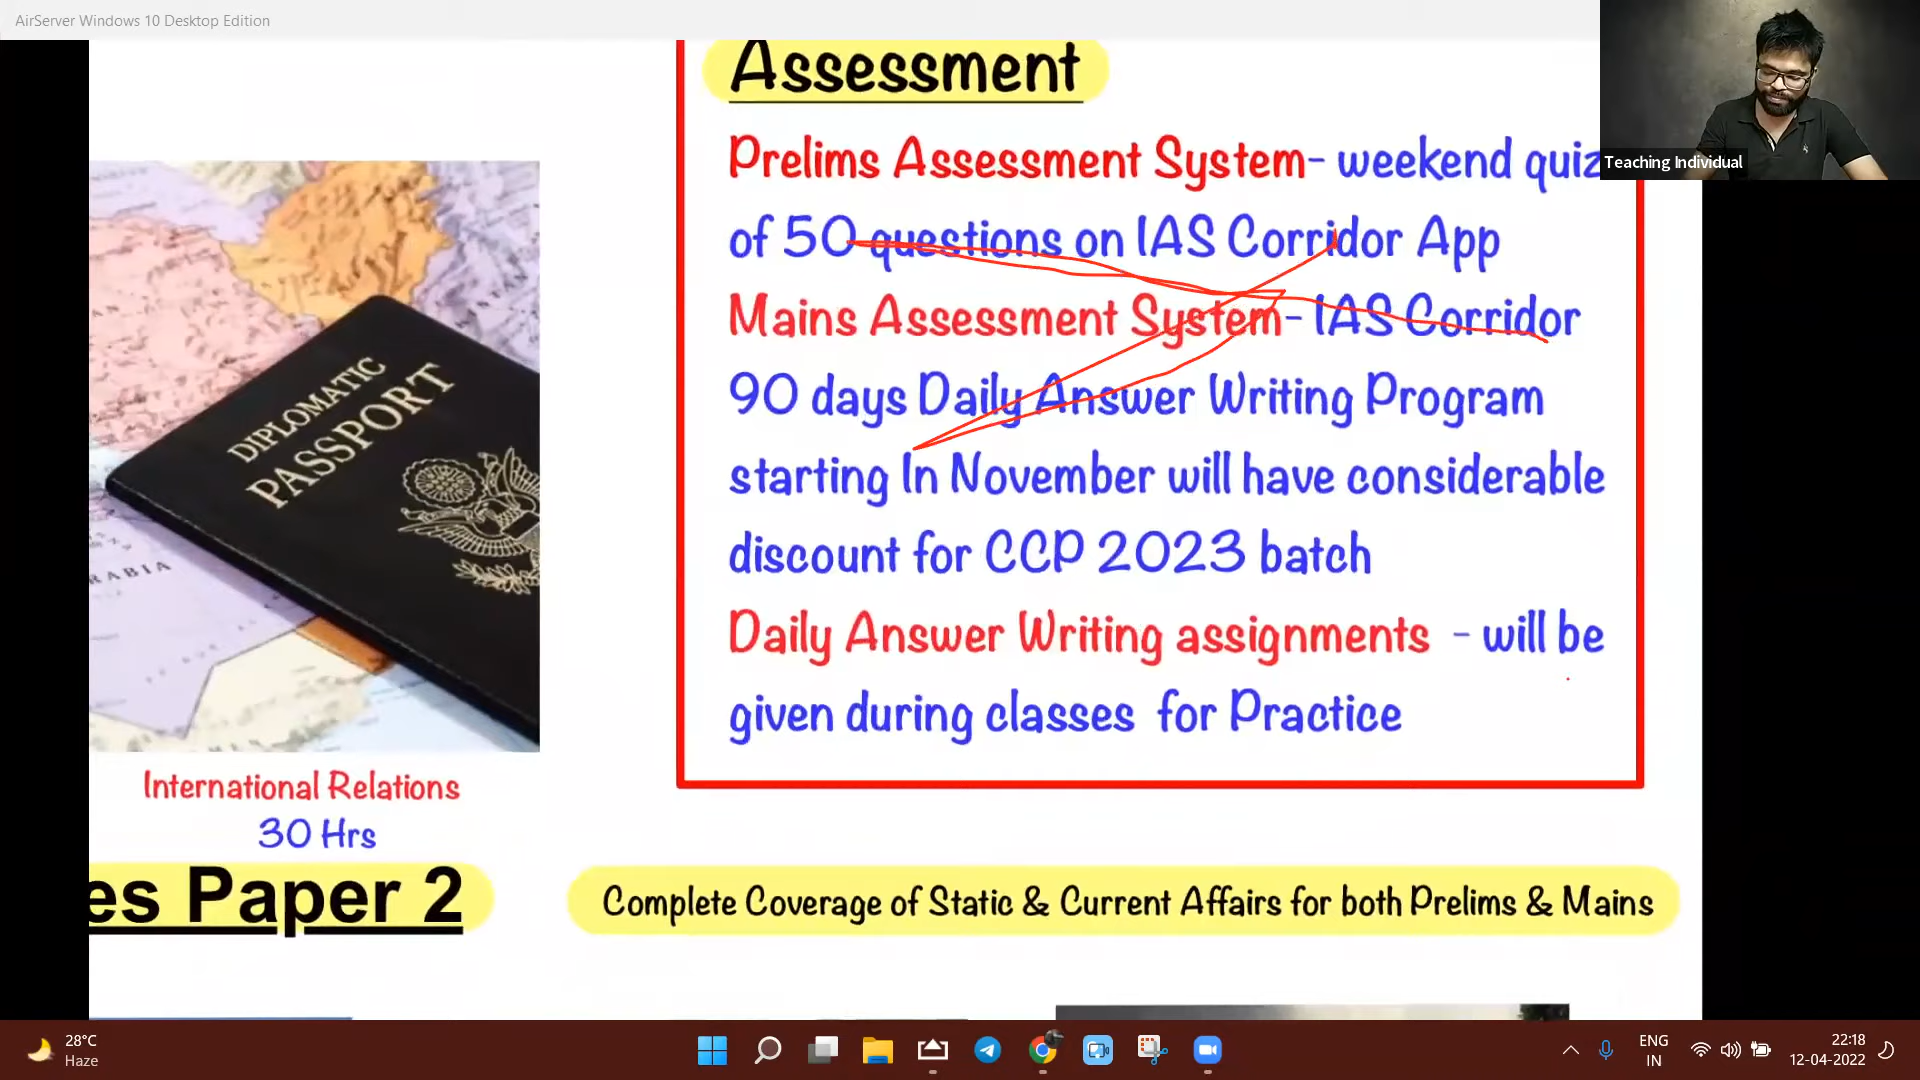 AirServer Windows 10 Desktop Edition
Teaching Individual
Assessment
Prelims Assessment System- weekend quiz
of 50 questions on IAS Corridor App
Mains Assessment System- IAS Corridor
90 days Daily Answer Writing Program
starting In November will have considerable
discount for CCP 2023 batch
Daily Answer Writing assignments - will be
given during classes for Practice
DIPLOMATIC
PASSPORT
RABIA
International Relations
30 Hrs
es Paper 2
Complete Coverage of Static & Current Affairs for both Prelims & Mains
28°C
Haze
ENG
IN
22:18
12-04-2022